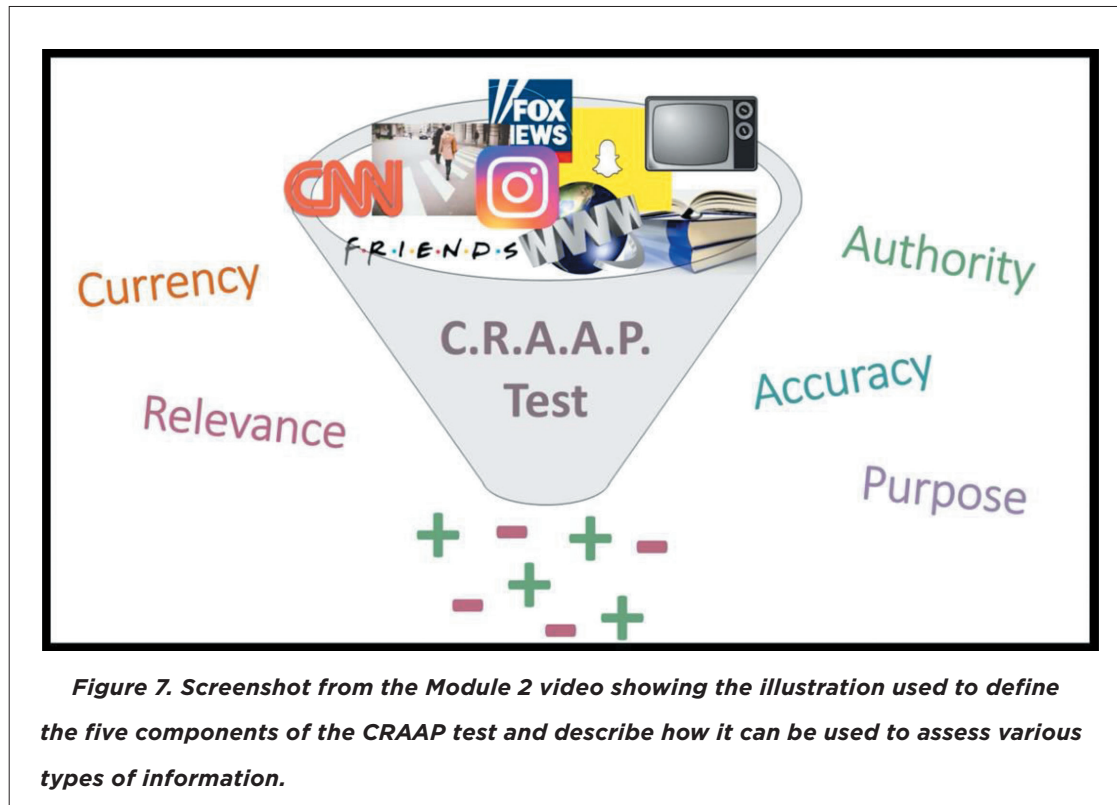 FOX
NEWS
CNN
F•R•I•E•N•D•S
WWW
Currency
Relevance
C.R.A.A.P.
Test
Authority
Accuracy
Purpose
Figure 7. Screenshot from the Module 2 video showing the illustration used to define
the five components of the CRAAP test and describe how it can be used to assess various
types of information.